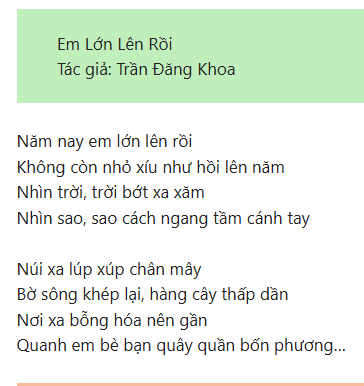 Em Lớn Lên Rồi
Tác giả: Trần Đăng Khoa
Năm nay em lớn lên rồi
Không còn nhỏ xíu như hồi lên năm
Nhìn trời, trời bớt xa xăm
Nhìn sao, sao cách ngang tầm cánh tay
Núi xa lúp xúp chân mây
Bờ sông khép lại, hàng cây thấp dần
Nơi xa bỗng hóa nên gần
Quanh em bè bạn quây quần bốn phương...